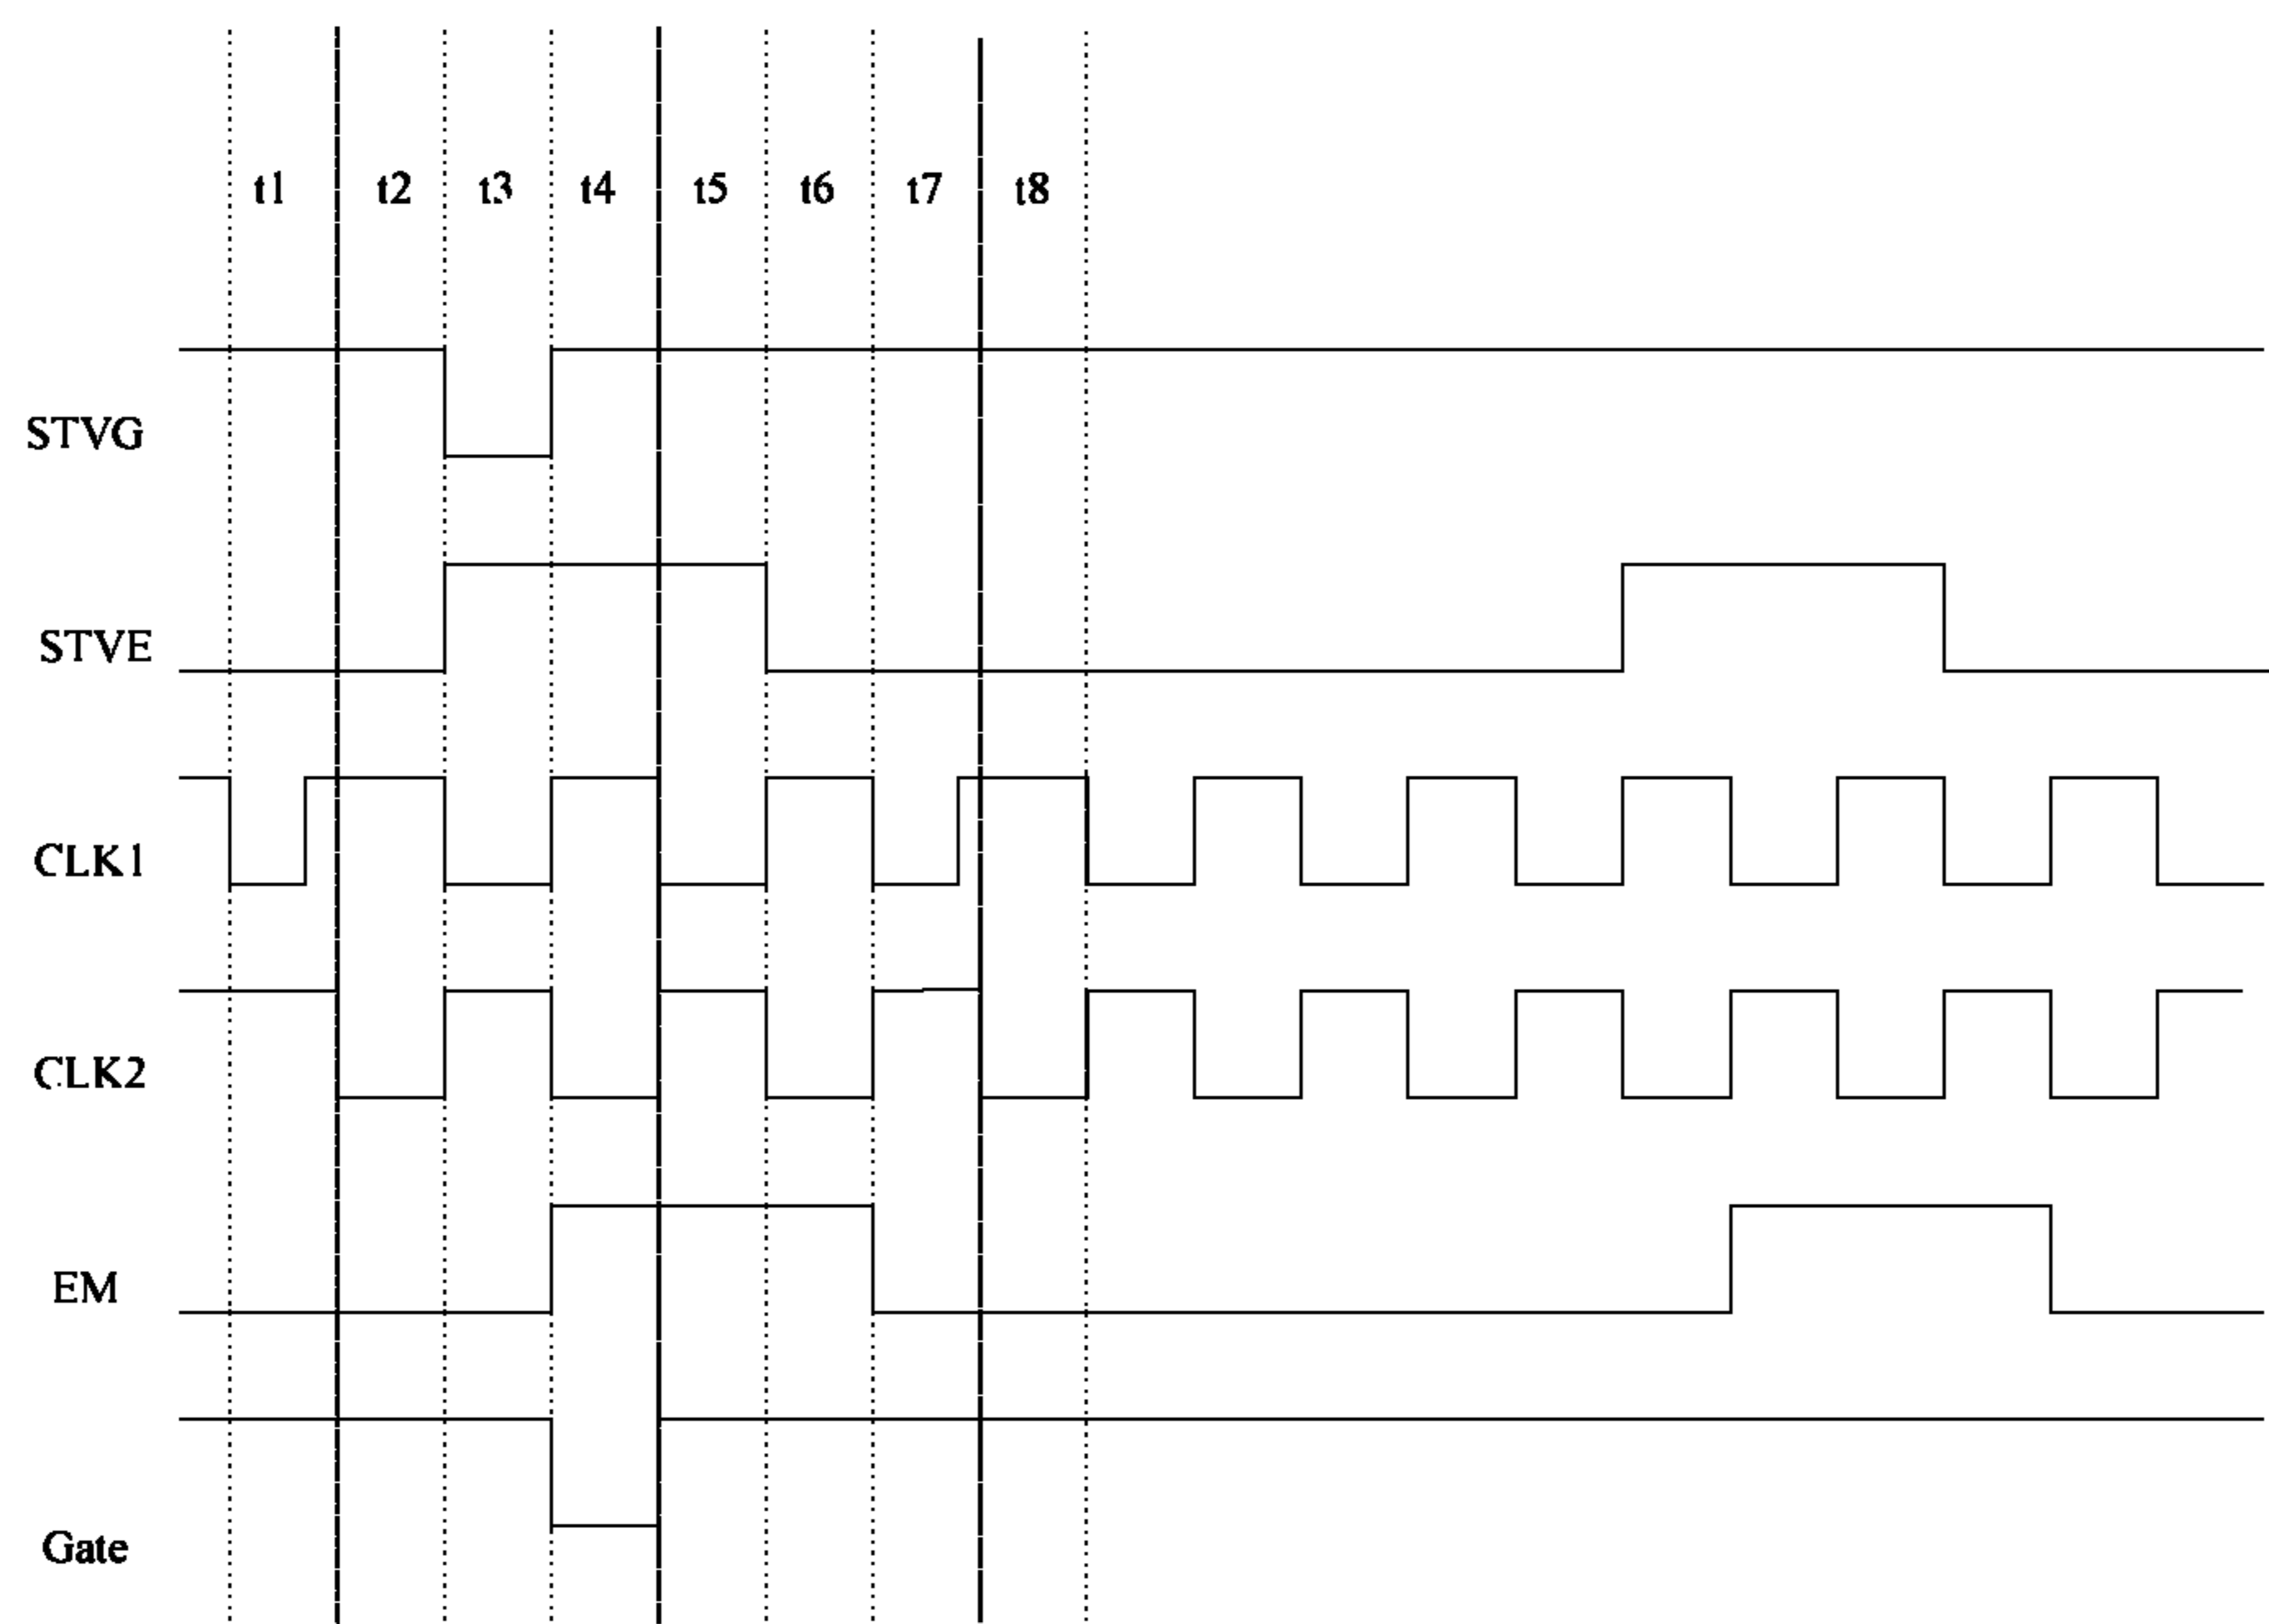 t1 t2 t3 t4 t5 t6 t7 t8
STVG
STVE
CLK1
CLK2
EM
Gate